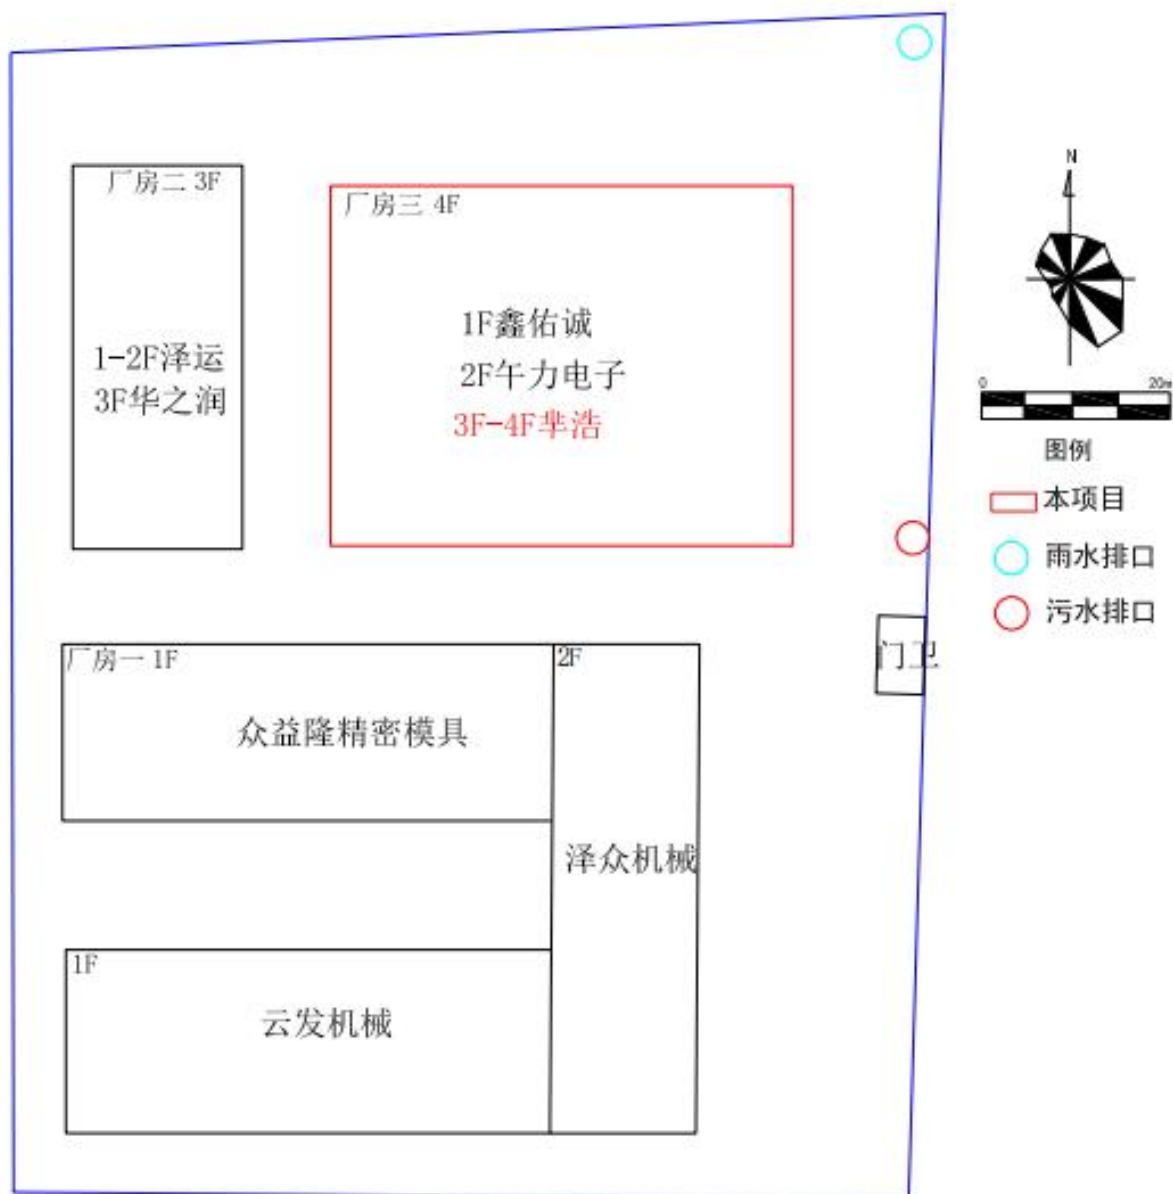 厂房二 3F
1-2F泽运
3F华之润
厂房三 4F
1F鑫佑诚
2F午力电子
3F-4F芈浩
厂房一 1F
众益隆精密模具
2F
泽众机械
1F
云发机械
门卫
N
0 20m
图例
本项目
雨水排口
污水排口